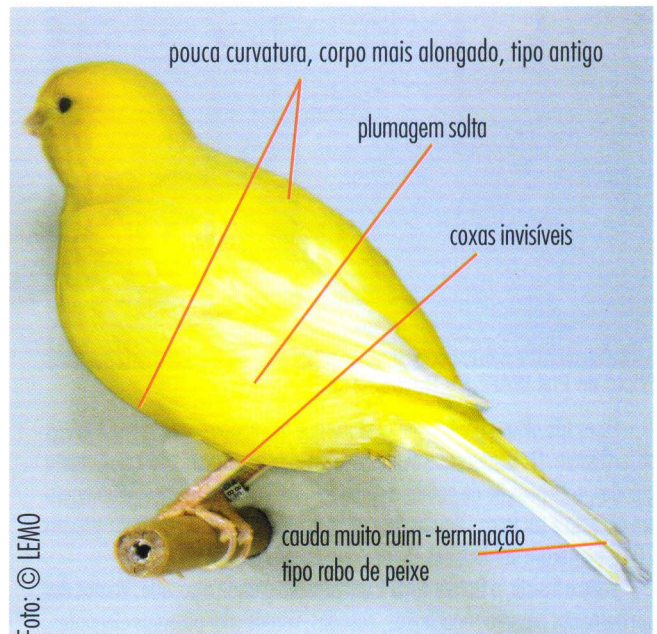 pouca curvatura, corpo mais alongado, tipo antigo
plumagem solta
coxas invisíveis
cauda muito ruim - terminação
tipo rabo de peixe
Foto: © LEMO